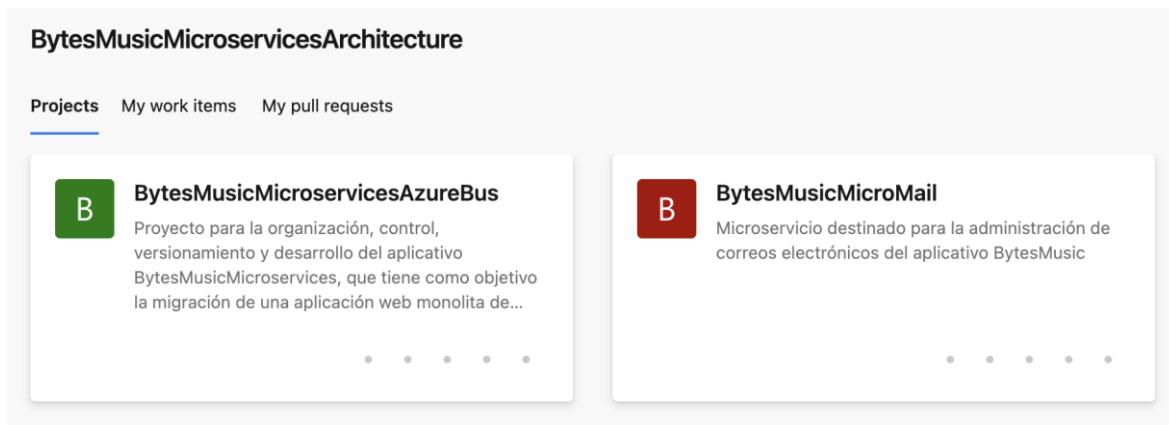 BytesMusicMicroservicesArchitecture
Projects My work items My pull requests
B
BytesMusicMicroservicesAzureBus
Proyecto para la organización, control,
versionamiento y desarrollo del aplicativo
BytesMusicMicroservices, que tiene como objetivo
la migración de una aplicación web monolita de...
B
BytesMusicMicroMail
Microservicio destinado para la administración de
correos electrónicos del aplicativo BytesMusic